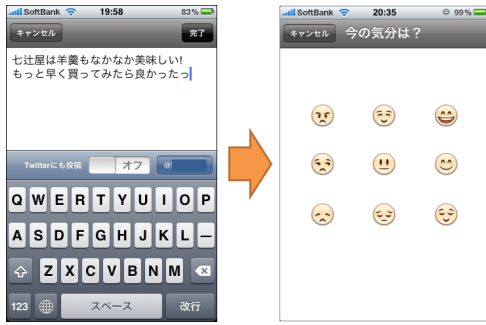 SoftBank 19:58 83%
キャンセル 完了
七辻屋は羊羹もなかなか美味しい!
もっと早く買ってみたら良かったっ
Twitterにも投稿 オフ @
Q W E R T Y U I O P
A S D F G H J K L ー
Z X C V B N M
123 スペース 改行
SoftBank 20:35 99%
キャンセル 今の気分は?